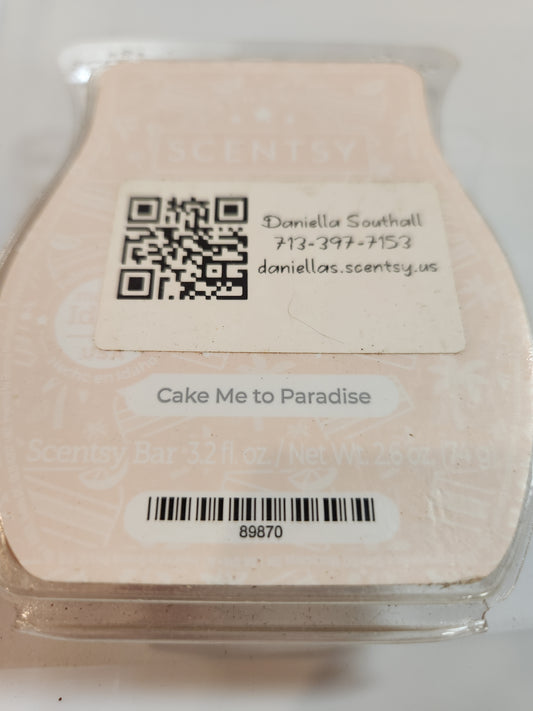 SCENTSY
Daniella Southall
713-397-7153
daniellas.scentsy.us
Cake Me to Paradise
Scentsy Bar 3.2 fl. oz. / Net Wt. 2.6 oz. (74 g)
89870